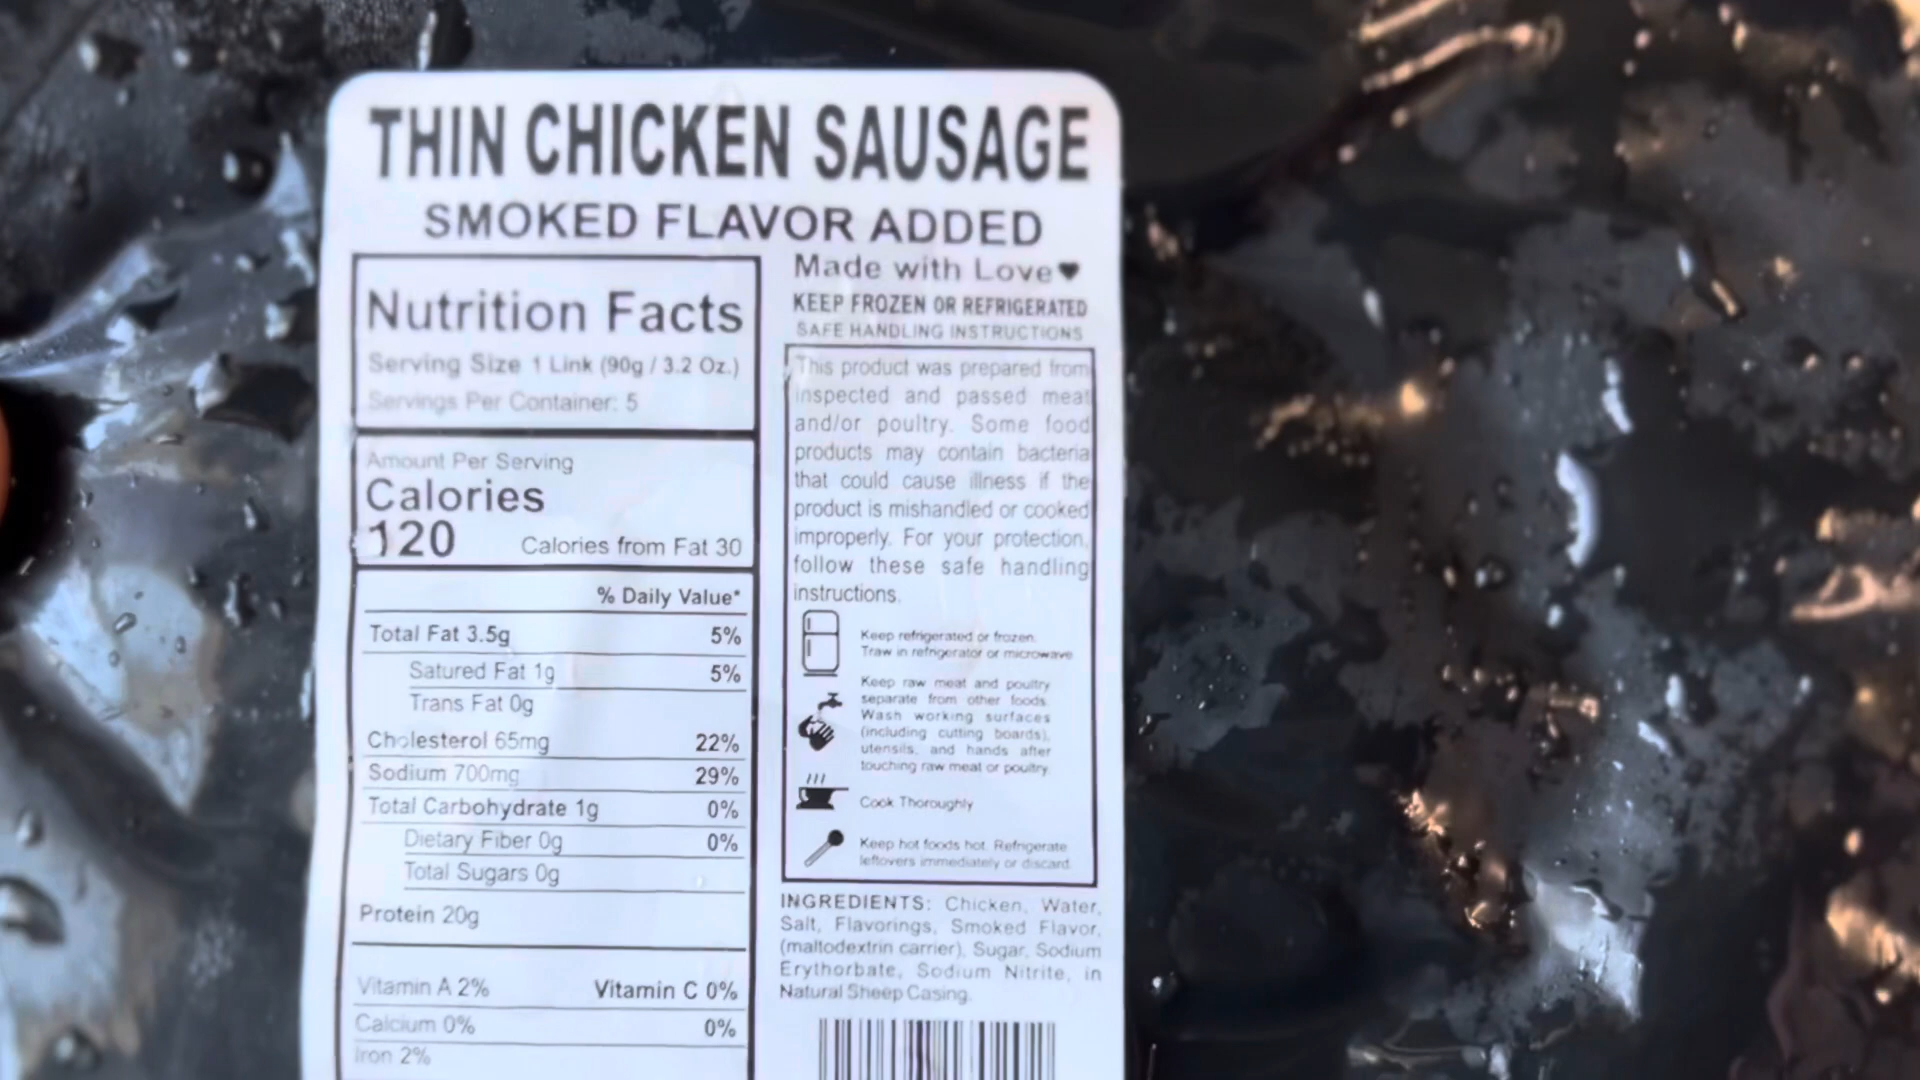 THIN CHICKEN SAUSAGE
SMOKED FLAVOR ADDED
Nutrition Facts
Serving Size 1 Link (90g / 3.2 Oz.)
Servings Per Container: 5
Amount Per Serving
Calories
120 Calories from Fat 30
% Daily Value*
Total Fat 3.5g 5%
Satured Fat 1g 5%
Trans Fat 0g
Cholesterol 65mg 22%
Sodium 700mg 29%
Total Carbohydrate 1g 0%
Dietary Fiber 0g 0%
Total Sugars 0g
Protein 20g
Vitamin A 2% Vitamin C 0%
Calcium 0% 0%
Iron 2%
Made with Love♥
KEEP FROZEN OR REFRIGERATED
SAFE HANDLING INSTRUCTIONS
This product was prepared from
inspected and passed meat
and/or poultry. Some food
products may contain bacteria
that could cause illness if the
product is mishandled or cooked
improperly. For your protection,
follow these safe handling
instructions.
Keep refrigerated or frozen.
Traw in refrigerator or microwave
Keep raw meat and poultry
separate from other foods.
Wash working surfaces
(including cutting boards),
utensils, and hands after
touching raw meat or poultry.
Cook Thoroughly
Keep hot foods hot. Refrigerate
leftovers immediately or discard.
INGREDIENTS: Chicken, Water,
Salt, Flavorings, Smoked Flavor,
(maltodextrin carrier), Sugar, Sodium
Erythorbate, Sodium Nitrite, in
Natural Sheep Casing.